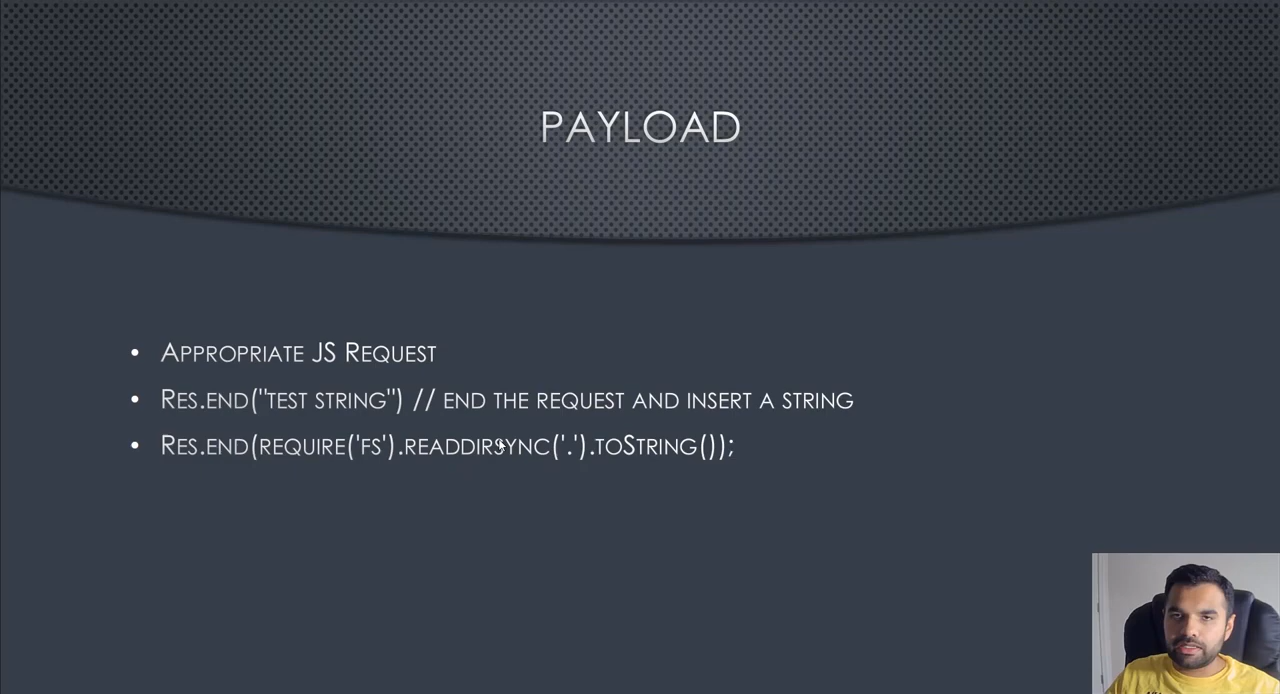 PAYLOAD
• APPROPRIATE JS REQUEST
• RES.END("TEST STRING") // END THE REQUEST AND INSERT A STRING
• RES.END(REQUIRE('FS').READDIRSYNC('.').TOSTRING());